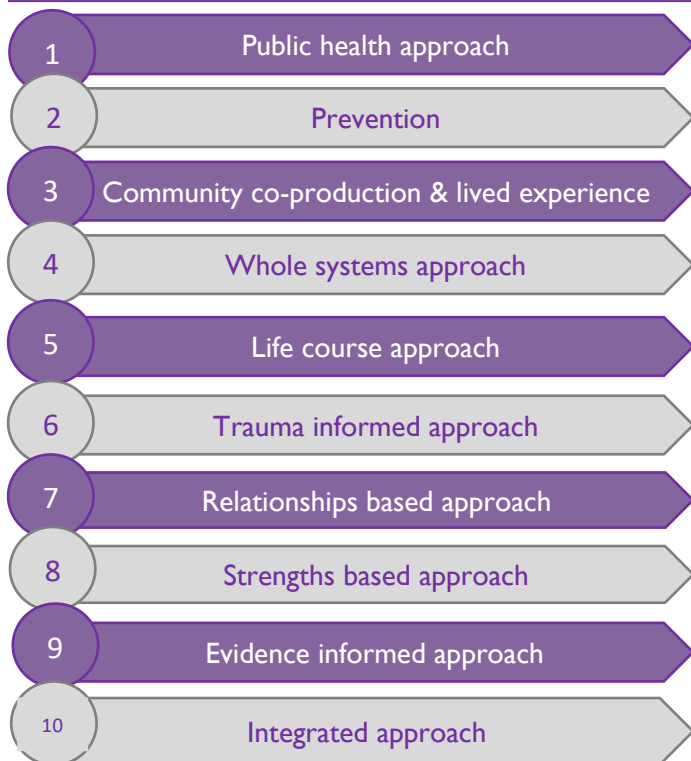 1 Public health approach
2 Prevention
3 Community co-production & lived experience
4 Whole systems approach
5 Life course approach
6 Trauma informed approach
7 Relationships based approach
8 Strengths based approach
9 Evidence informed approach
10 Integrated approach